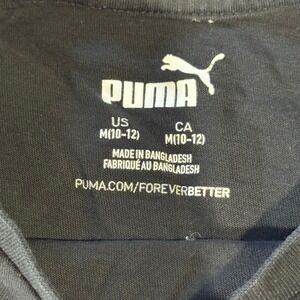 PUMA
US CA
M(10-12) M(10-12)
MADE IN BANGLADESH
FABRIQUÉ AU BANGLADESH
PUMA.COM/FOREVERBETTER